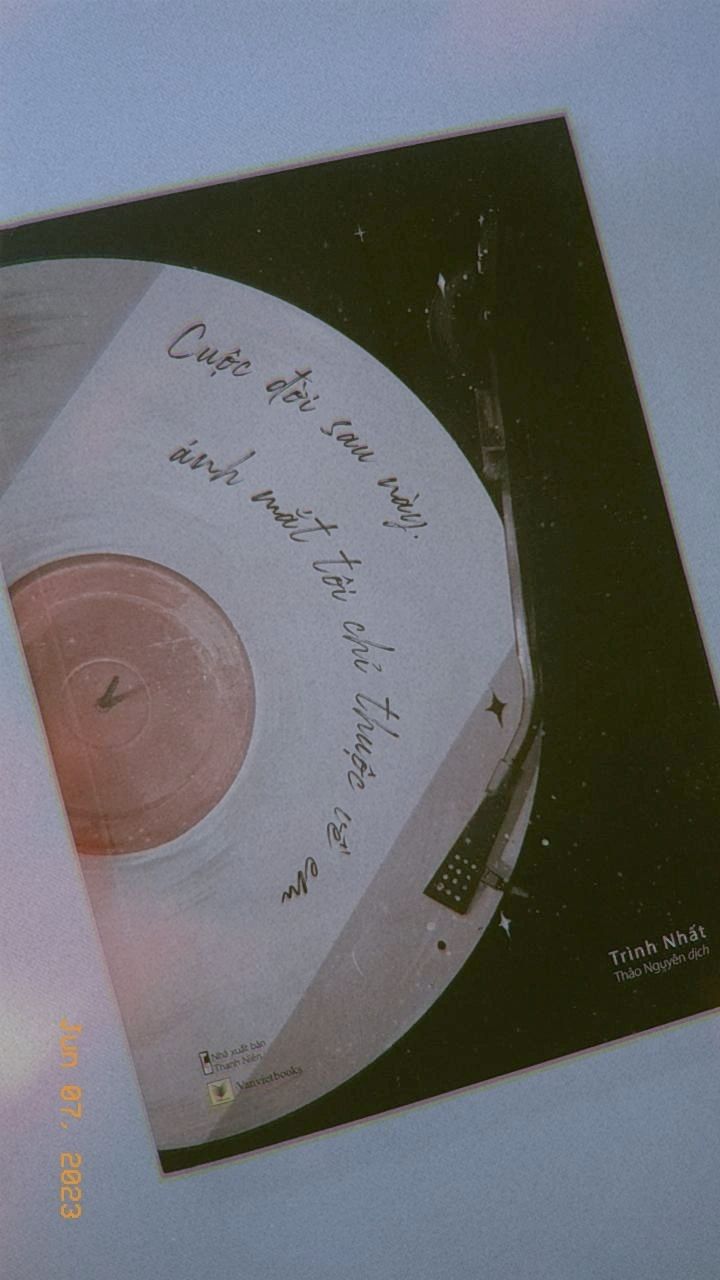 Cuộc đời sau này,
ánh mắt tôi chỉ thuộc về em
Trình Nhất
Thảo Nguyên dịch
Nhà xuất bản
Thanh Niên
Vanvietbooks
Jun 07, 2023